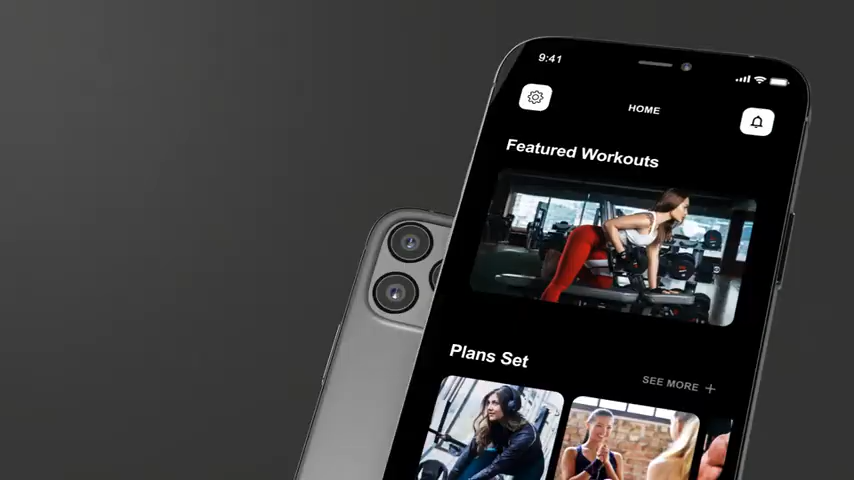 9:41
HOME
Featured Workouts
Plans Set
SEE MORE +